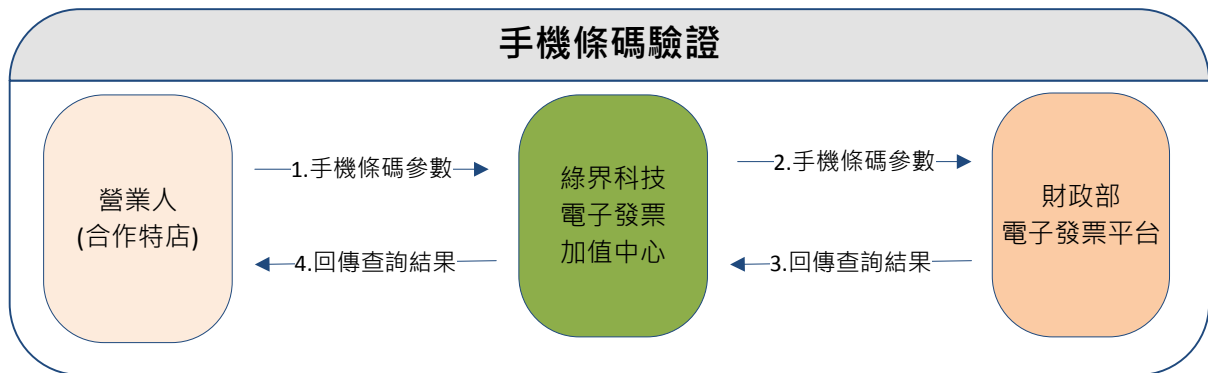 手機條碼驗證
營業人
(合作特店)
1.手機條碼參數
4.回傳查詢結果
綠界科技
電子發票
加值中心
2.手機條碼參數
3.回傳查詢結果
財政部
電子發票平台